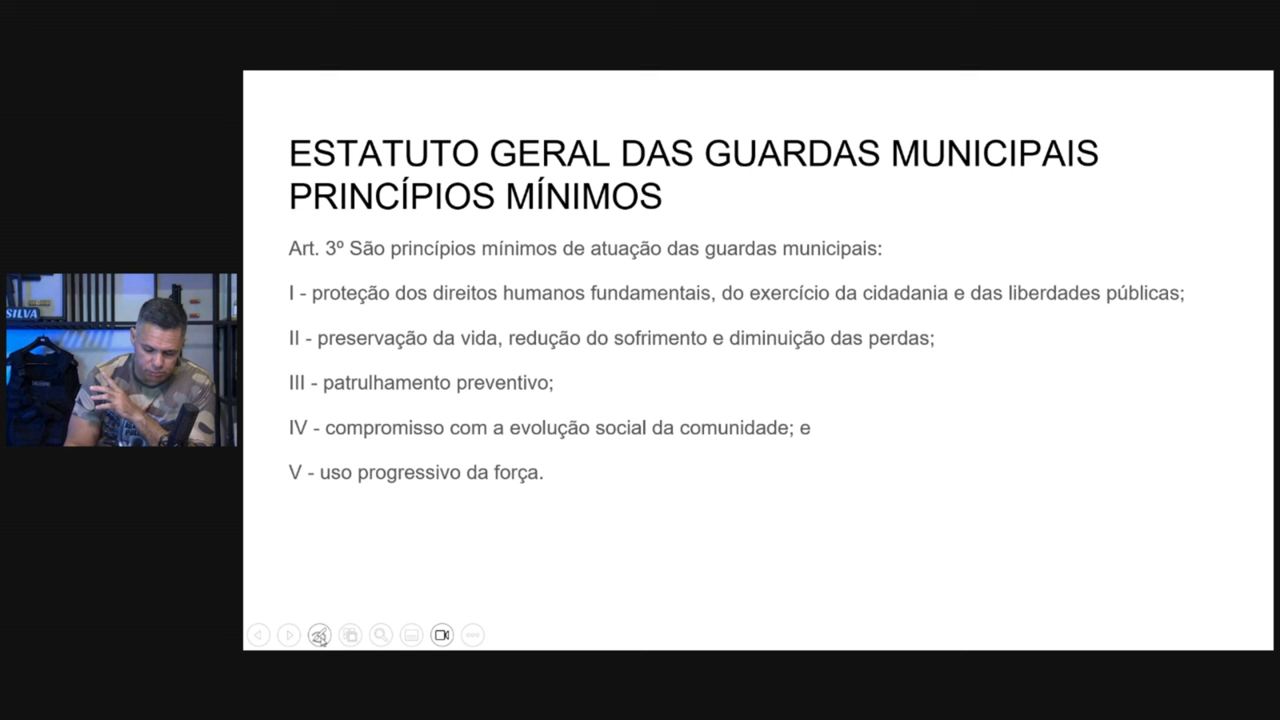 ESTATUTO GERAL DAS GUARDAS MUNICIPAIS
PRINCÍPIOS MÍNIMOS
Art. 3º São princípios mínimos de atuação das guardas municipais:
I - proteção dos direitos humanos fundamentais, do exercício da cidadania e das liberdades públicas;
II - preservação da vida, redução do sofrimento e diminuição das perdas;
III - patrulhamento preventivo;
IV - compromisso com a evolução social da comunidade; e
V - uso progressivo da força.
SILVA